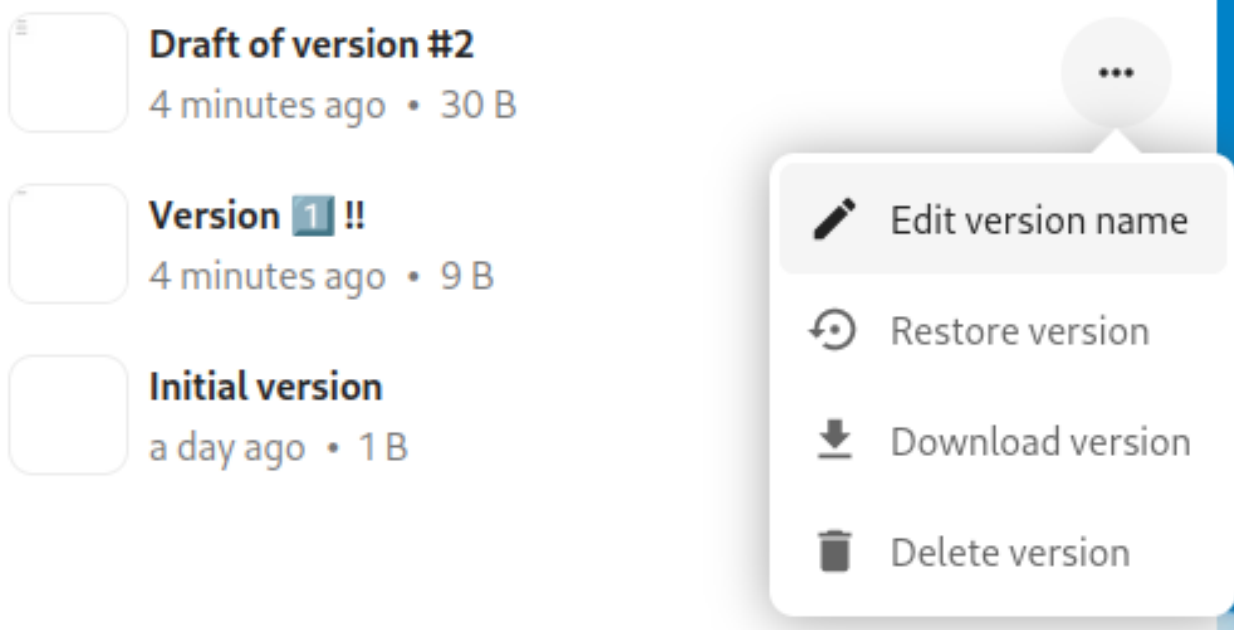 Draft of version #2
4 minutes ago • 30 B
Version 1️⃣ !!
4 minutes ago • 9 B
Initial version
a day ago • 1 B
Edit version name
Restore version
Download version
Delete version